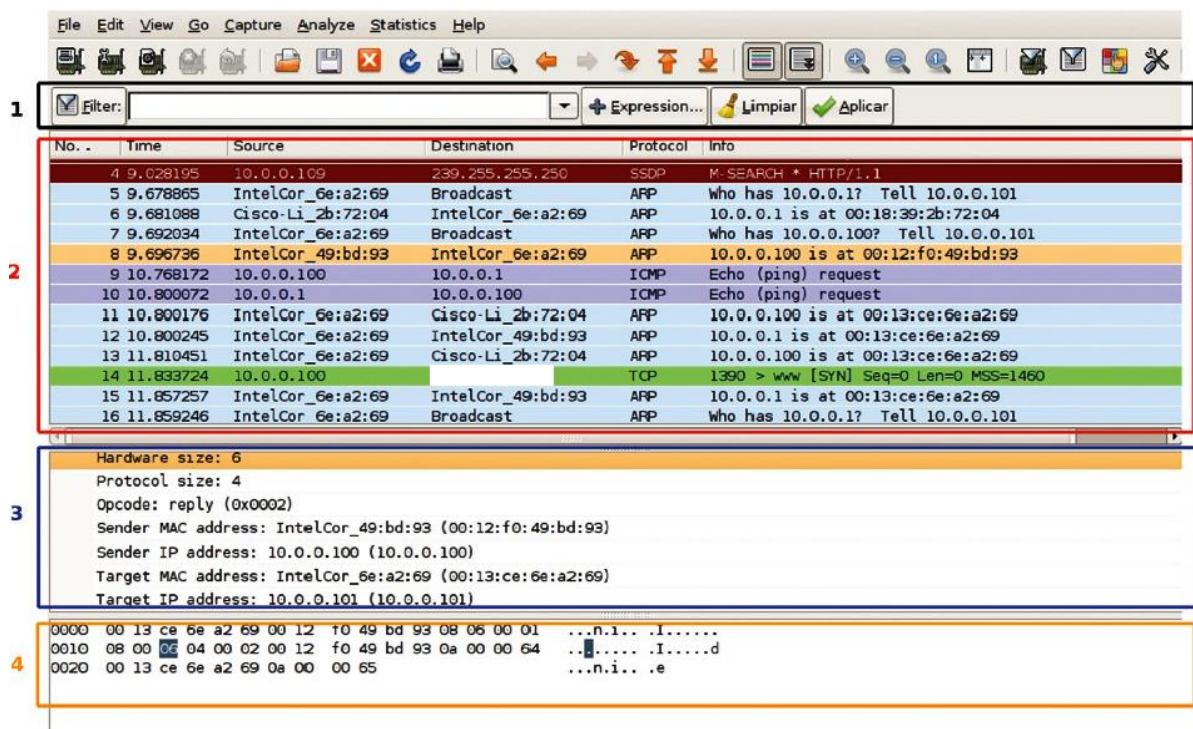 File Edit View Go Capture Analyze Statistics Help
1
Filter: Expression... Limpiar Aplicar
No. . Time Source Destination Protocol Info
2
4 9.028195 10.0.0.109 239.255.255.250 SSDP M-SEARCH * HTTP/1.1
5 9.678865 IntelCor_6e:a2:69 Broadcast ARP Who has 10.0.0.1? Tell 10.0.0.101
6 9.681088 Cisco-Li_2b:72:04 IntelCor_6e:a2:69 ARP 10.0.0.1 is at 00:18:39:2b:72:04
7 9.692034 IntelCor_6e:a2:69 Broadcast ARP Who has 10.0.0.100? Tell 10.0.0.101
8 9.696736 IntelCor_49:bd:93 IntelCor_6e:a2:69 ARP 10.0.0.100 is at 00:12:f0:49:bd:93
9 10.768172 10.0.0.100 10.0.0.1 ICMP Echo (ping) request
10 10.800072 10.0.0.1 10.0.0.100 ICMP Echo (ping) request
11 10.800176 IntelCor_6e:a2:69 Cisco-Li_2b:72:04 ARP 10.0.0.100 is at 00:13:ce:6e:a2:69
12 10.800245 IntelCor_6e:a2:69 IntelCor_49:bd:93 ARP 10.0.0.1 is at 00:13:ce:6e:a2:69
13 11.810451 IntelCor_6e:a2:69 Cisco-Li_2b:72:04 ARP 10.0.0.100 is at 00:13:ce:6e:a2:69
14 11.833724 10.0.0.100 TCP 1390 > www [SYN] Seq=0 Len=0 MSS=1460
15 11.857257 IntelCor_6e:a2:69 IntelCor_49:bd:93 ARP 10.0.0.1 is at 00:13:ce:6e:a2:69
16 11.859246 IntelCor_6e:a2:69 Broadcast ARP Who has 10.0.0.1? Tell 10.0.0.101
3
Hardware size: 6
Protocol size: 4
Opcode: reply (0x0002)
Sender MAC address: IntelCor_49:bd:93 (00:12:f0:49:bd:93)
Sender IP address: 10.0.0.100 (10.0.0.100)
Target MAC address: IntelCor_6e:a2:69 (00:13:ce:6e:a2:69)
Target IP address: 10.0.0.101 (10.0.0.101)
4
0000 00 13 ce 6e a2 69 00 12 f0 49 bd 93 08 06 00 01 ...n.i.. .I......
0010 08 00 06 04 00 02 00 12 f0 49 bd 93 0a 00 00 64 ........ .I.....d
0020 00 13 ce 6e a2 69 0a 00 00 65 ...n.i.. .e